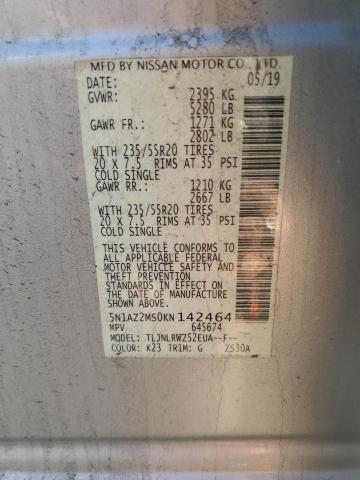 MFD BY NISSAN MOTOR CO., LTD.
DATE: 05/19
GVWR: 2395 KG
5280 LB
GAWR FR.: 1271 KG
2802 LB
WITH 235/55R20 TIRES
20 X 7.5 RIMS AT 35 PSI
COLD SINGLE
GAWR RR.: 1210 KG
2667 LB
WITH 235/55R20 TIRES
20 X 7.5 RIMS AT 35 PSI
COLD SINGLE
THIS VEHICLE CONFORMS TO
ALL APPLICABLE FEDERAL
MOTOR VEHICLE SAFETY AND
THEFT PREVENTION
STANDARDS IN EFFECT ON
THE DATE OF MANUFACTURE
SHOWN ABOVE.
5N1AZ2MS0KN142464
MPV 645674
MODEL: TLJNLRWZ52EUA--F--
COLOR: K23 TRIM: G ZS30A